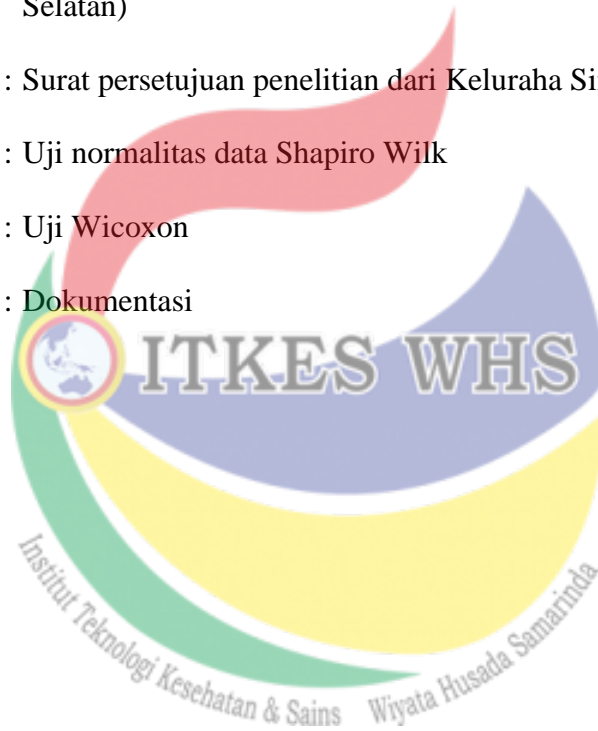 Selatan)
: Surat persetujuan penelitian dari Keluraha
: Uji normalitas data Shapiro Wilk
: Uji Wicoxon
: Dokumentasi
ITKES WHS
Institut Teknologi Kesehatan & Sains Wiyata Husada Samarinda